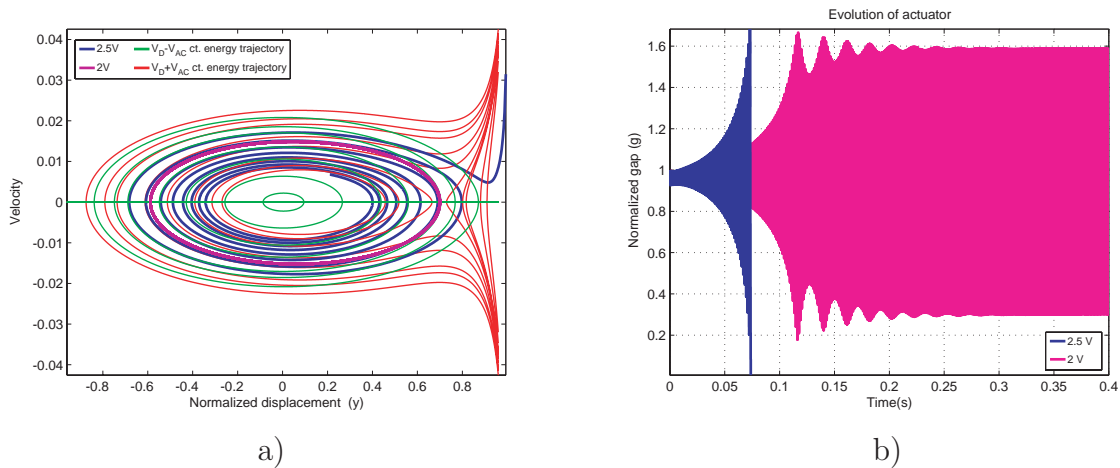 2.5V
V_D-V_AC ct. energy trajectory
2V
V_D+V_AC ct. energy trajectory
0.04
0.03
0.02
0.01
0
-0.01
-0.02
-0.03
-0.04
Velocity
-0.8
-0.6
-0.4
-0.2
0
0.2
0.4
0.6
0.8
Normalized displacement (y)
a)
Evolution of actuator
1.6
1.4
1.2
1
0.8
0.6
0.4
0.2
Normalized gap (g)
2.5 V
2 V
0
0.05
0.1
0.15
0.2
0.25
0.3
0.35
0.4
Time(s)
b)